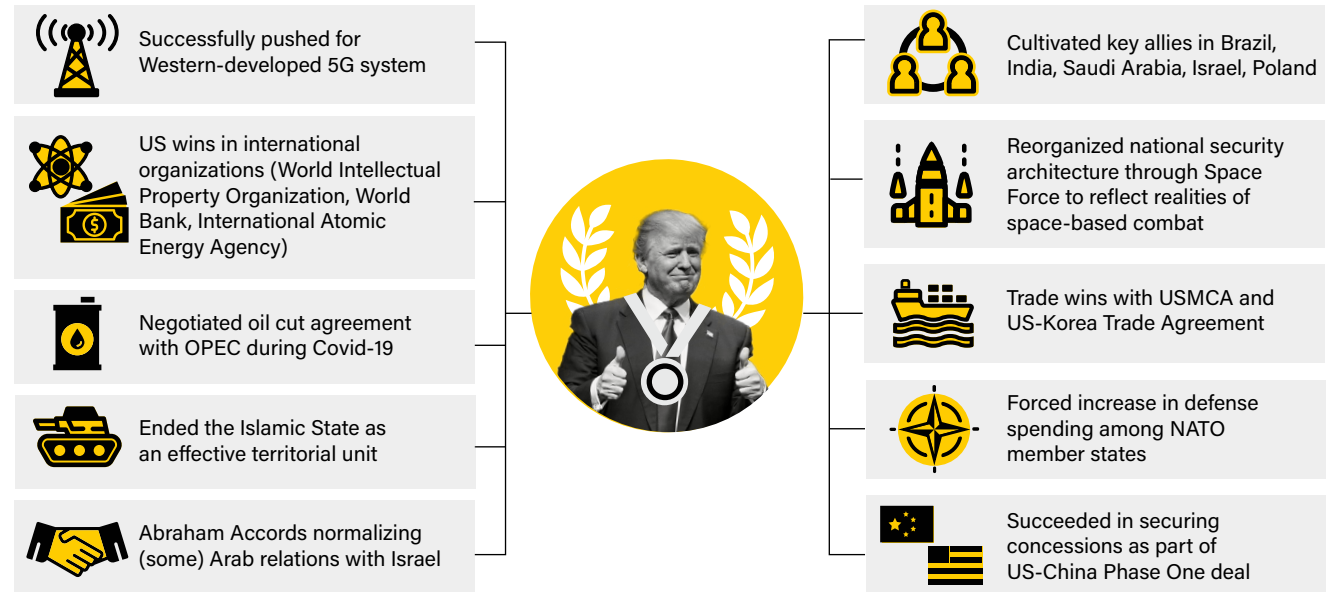 Successfully pushed for
Western-developed 5G system
US wins in international
organizations (World Intellectual
Property Organization, World
Bank, International Atomic
Energy Agency)
Negotiated oil cut agreement
with OPEC during Covid-19
Ended the Islamic State as
an effective territorial unit
Abraham Accords normalizing
(some) Arab relations with Israel
Cultivated key allies in Brazil,
India, Saudi Arabia, Israel, Poland
Reorganized national security
architecture through Space
Force to reflect realities of
space-based combat
Trade wins with USMCA and
US-Korea Trade Agreement
Forced increase in defense
spending among NATO
member states
Succeeded in securing
concessions as part of
US-China Phase One deal